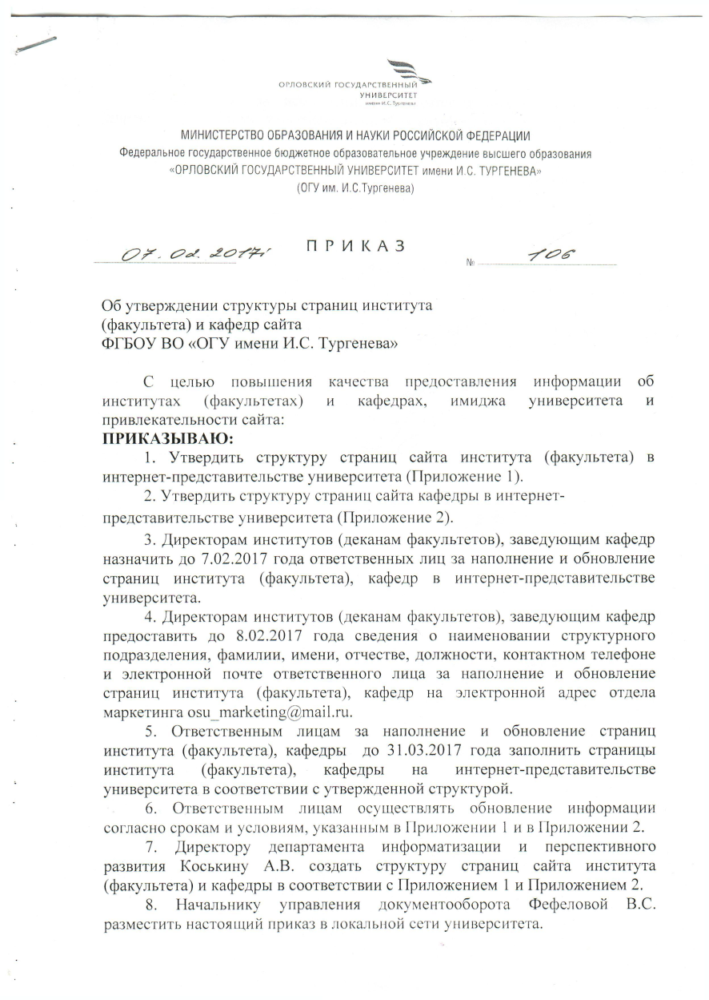 ОРЛОВСКИЙ ГОСУДАРСТВЕННЫЙ
УНИВЕРСИТЕТ
имени И.С. Тургенева
МИНИСТЕРСТВО ОБРАЗОВАНИЯ И НАУКИ РОССИЙСКОЙ ФЕДЕРАЦИИ
Федеральное государственное бюджетное образовательное учреждение высшего образования
«ОРЛОВСКИЙ ГОСУДАРСТВЕННЫЙ УНИВЕРСИТЕТ имени И.С. ТУРГЕНЕВА»
(ОГУ им. И.С.Тургенева)
ПРИКАЗ
07. 02. 2017г № 106
Об утверждении структуры страниц института
(факультета) и кафедр сайта
ФГБОУ ВО «ОГУ имени И.С. Тургенева»
С целью повышения качества предоставления информации об
институтах (факультетах) и кафедрах, имиджа университета и
привлекательности сайта:
ПРИКАЗЫВАЮ:
1. Утвердить структуру страниц сайта института (факультета) в
интернет-представительстве университета (Приложение 1).
2. Утвердить структуру страниц сайта кафедры в интернет-
представительстве университета (Приложение 2).
3. Директорам институтов (деканам факультетов), заведующим кафедр
назначить до 7.02.2017 года ответственных лиц за наполнение и обновление
страниц института (факультета), кафедр в интернет-представительстве
университета.
4. Директорам институтов (деканам факультетов), заведующим кафедр
предоставить до 8.02.2017 года сведения о наименовании структурного
подразделения, фамилии, имени, отчестве, должности, контактном телефоне
и электронной почте ответственного лица за наполнение и обновление
страниц института (факультета), кафедр на электронной адрес отдела
маркетинга osu_marketing@mail.ru.
5. Ответственным лицам за наполнение и обновление страниц
института (факультета), кафедры до 31.03.2017 года заполнить страницы
института (факультета), кафедры на интернет-представительстве
университета в соответствии с утвержденной структурой.
6. Ответственным лицам осуществлять обновление информации
согласно срокам и условиям, указанным в Приложении 1 и в Приложении 2.
7. Директору департамента информатизации и перспективного
развития Коськину А.В. создать структуру страниц сайта института
(факультета) и кафедры в соответствии с Приложением 1 и Приложением 2.
8. Начальнику управления документооборота Фефеловой В.С.
разместить настоящий приказ в локальной сети университета.